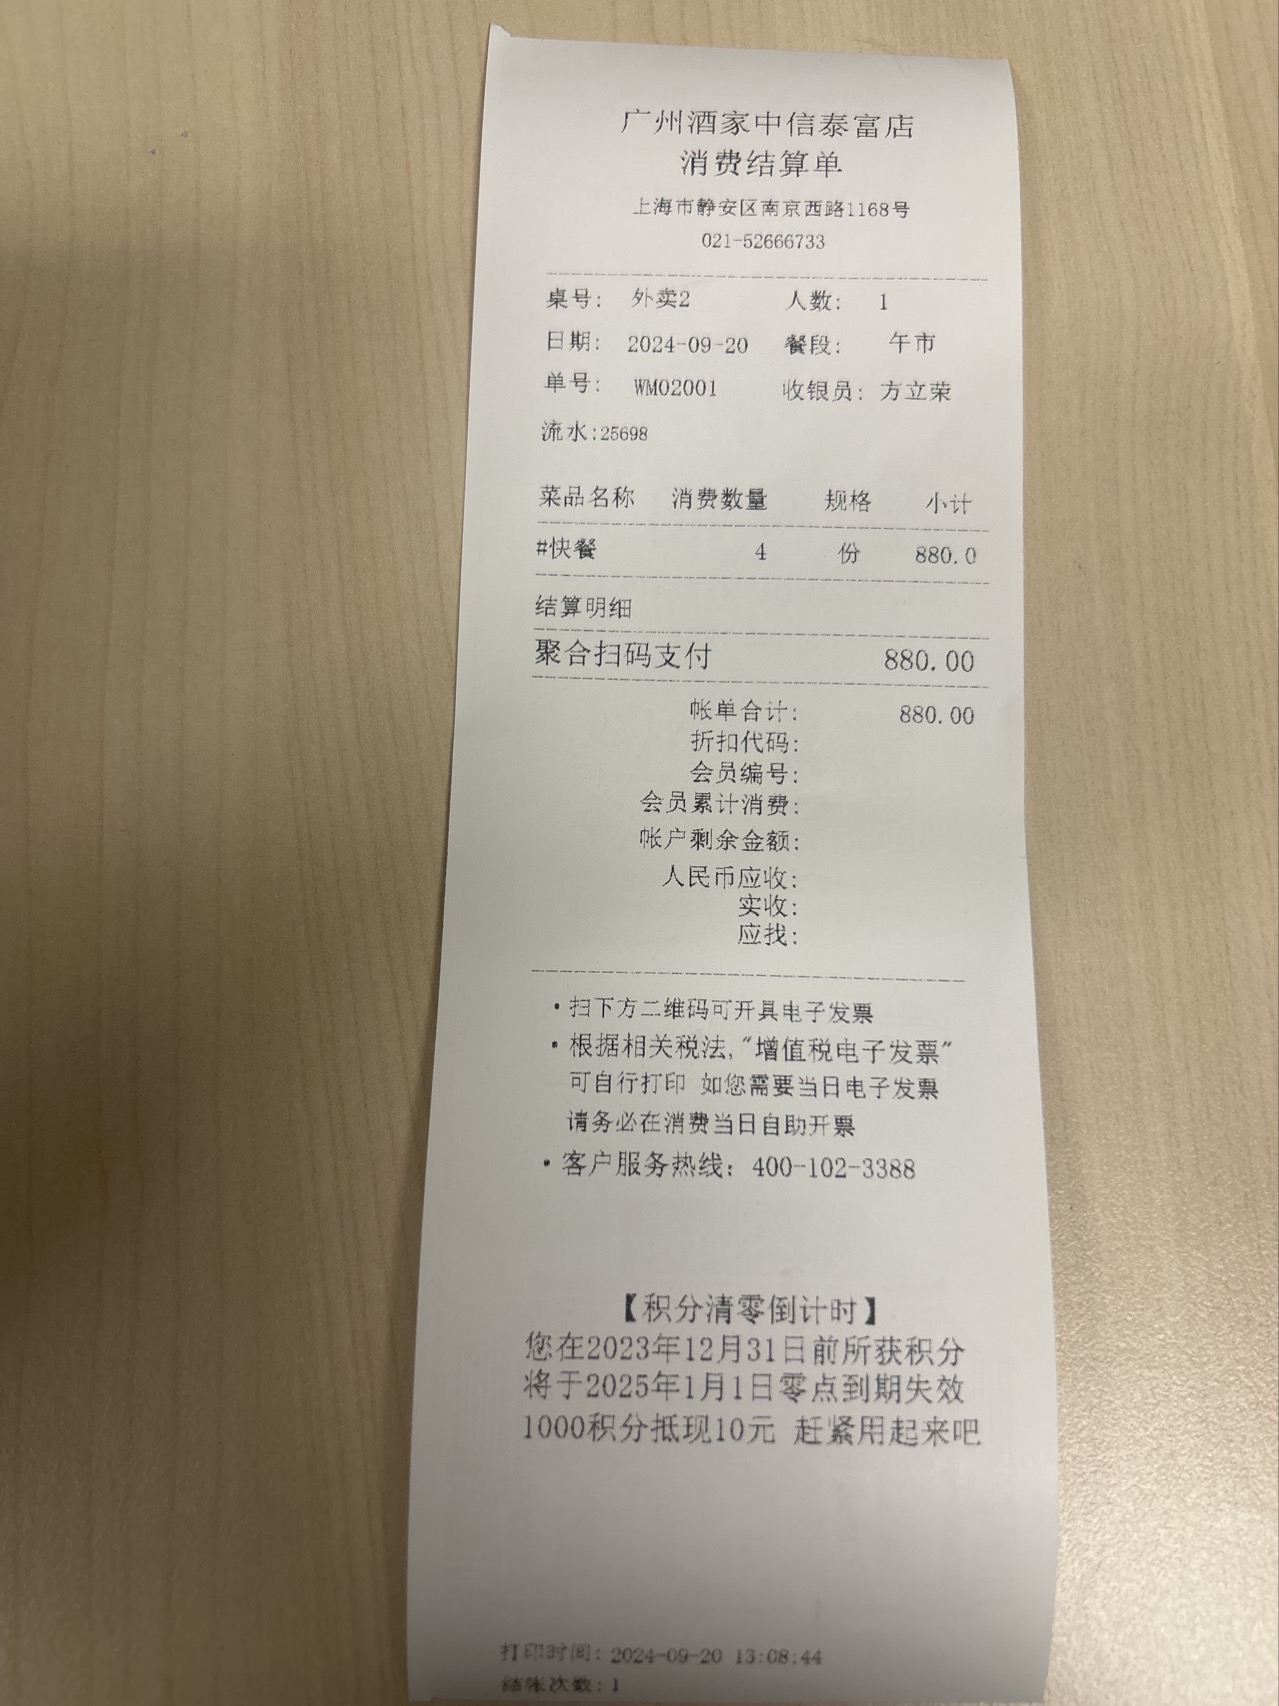 广州酒家中信泰富店
消费结算单
上海市静安区南京西路1168号
021-52666733
桌号: 外卖2 人数: 1
日期: 2024-09-20 餐段: 午市
单号: WM02001 收银员: 方立荣
流水:25698
菜品名称 消费数量 规格 小计
#快餐 4 份 880.0
结算明细
聚合扫码支付 880.00
帐单合计: 880.00
折扣代码:
会员编号:
会员累计消费:
帐户剩余金额:
人民币应收:
实收:
应找:
·扫下方二维码可开具电子发票
·根据相关税法,"增值税电子发票"
可自行打印 如您需要当日电子发票
请务必在消费当日自助开票
·客户服务热线: 400-102-3388
【积分清零倒计时】
您在2023年12月31日前所获积分
将于2025年1月1日零点到期失效
1000积分抵现10元 赶紧用起来吧
打印时间: 2024-09-20 13:08:44
结帐次数: 1